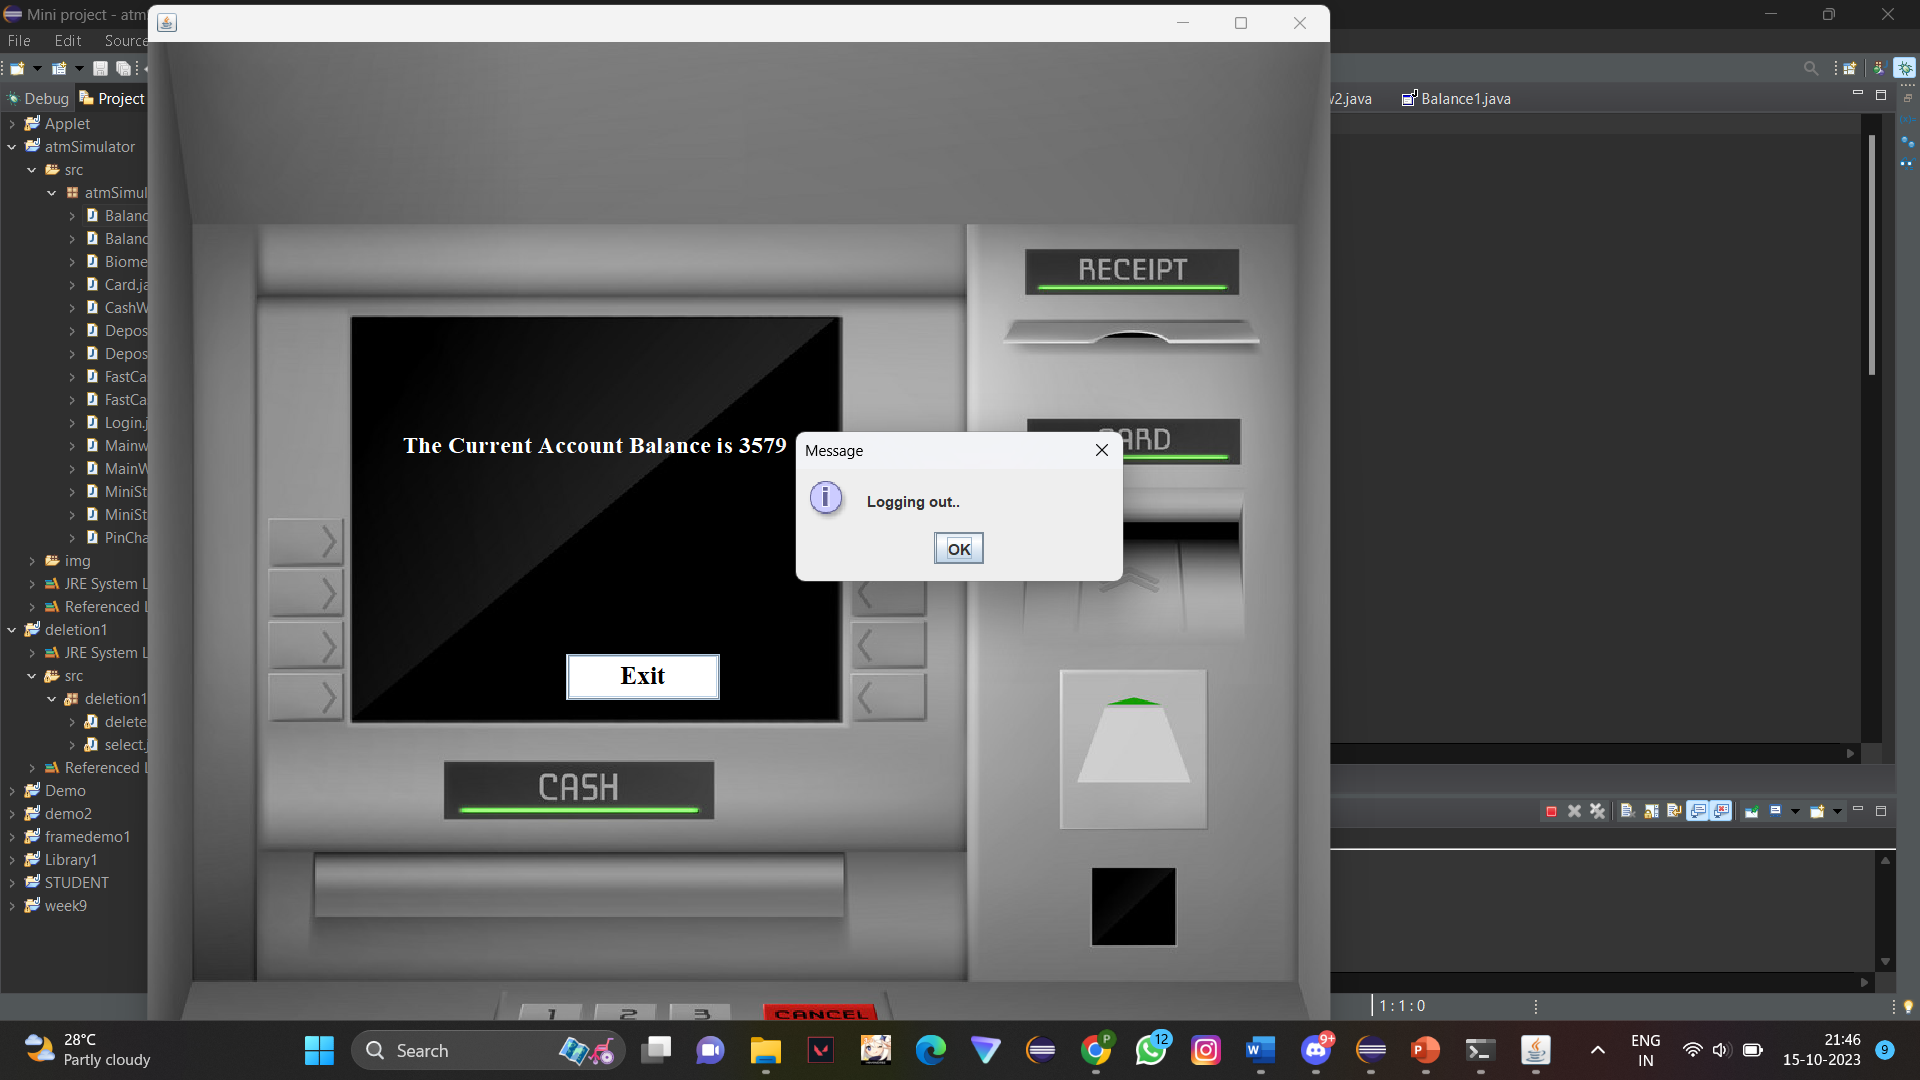 Mini project - atm
File Edit Source
Debug Project
w2.java Balance1.java
Applet
atmSimulator
src
atmSimul
Balanc
Balanc
Biome
Card.ja
CashW
Depos
Depos
FastCa
FastCa
Login.j
Mainw
MainW
MiniSt
MiniSt
PinCha
img
JRE System L
Referenced L
deletion1
JRE System L
src
deletion1
delete
select.j
Referenced L
Demo
demo2
framedemo1
Library1
STUDENT
week9
RECEIPT
The Current Account Balance is 3579
CARD
Message
Logging out..
OK
Exit
CASH
1 2 3 CANCEL
1 : 1 : 0
28°C
Partly cloudy
Search
P
12
9+
ENG
IN
21:46
15-10-2023
9